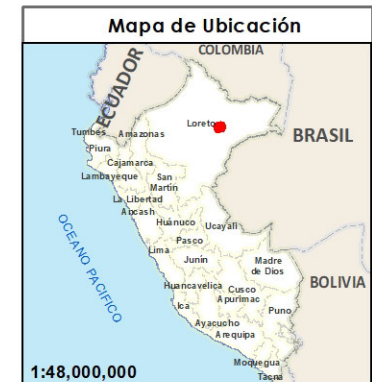 Mapa de Ubicación
COLOMBIA
ECUADOR
Loreto
BRASIL
Tumbes
Amazonas
Piura
Cajamarca
Lambayeque
San
Martin
La Libertad
Ancash
Huánuco
Ucayali
Pasco
Lima
Junín
Madre
de Dios
OCEANO PACIFICO
Huancavelica
Cusco
Apurimac
BOLIVIA
Ica
Puno
Ayacucho
Arequipa
Moquegua
1:48,000,000
Tacna